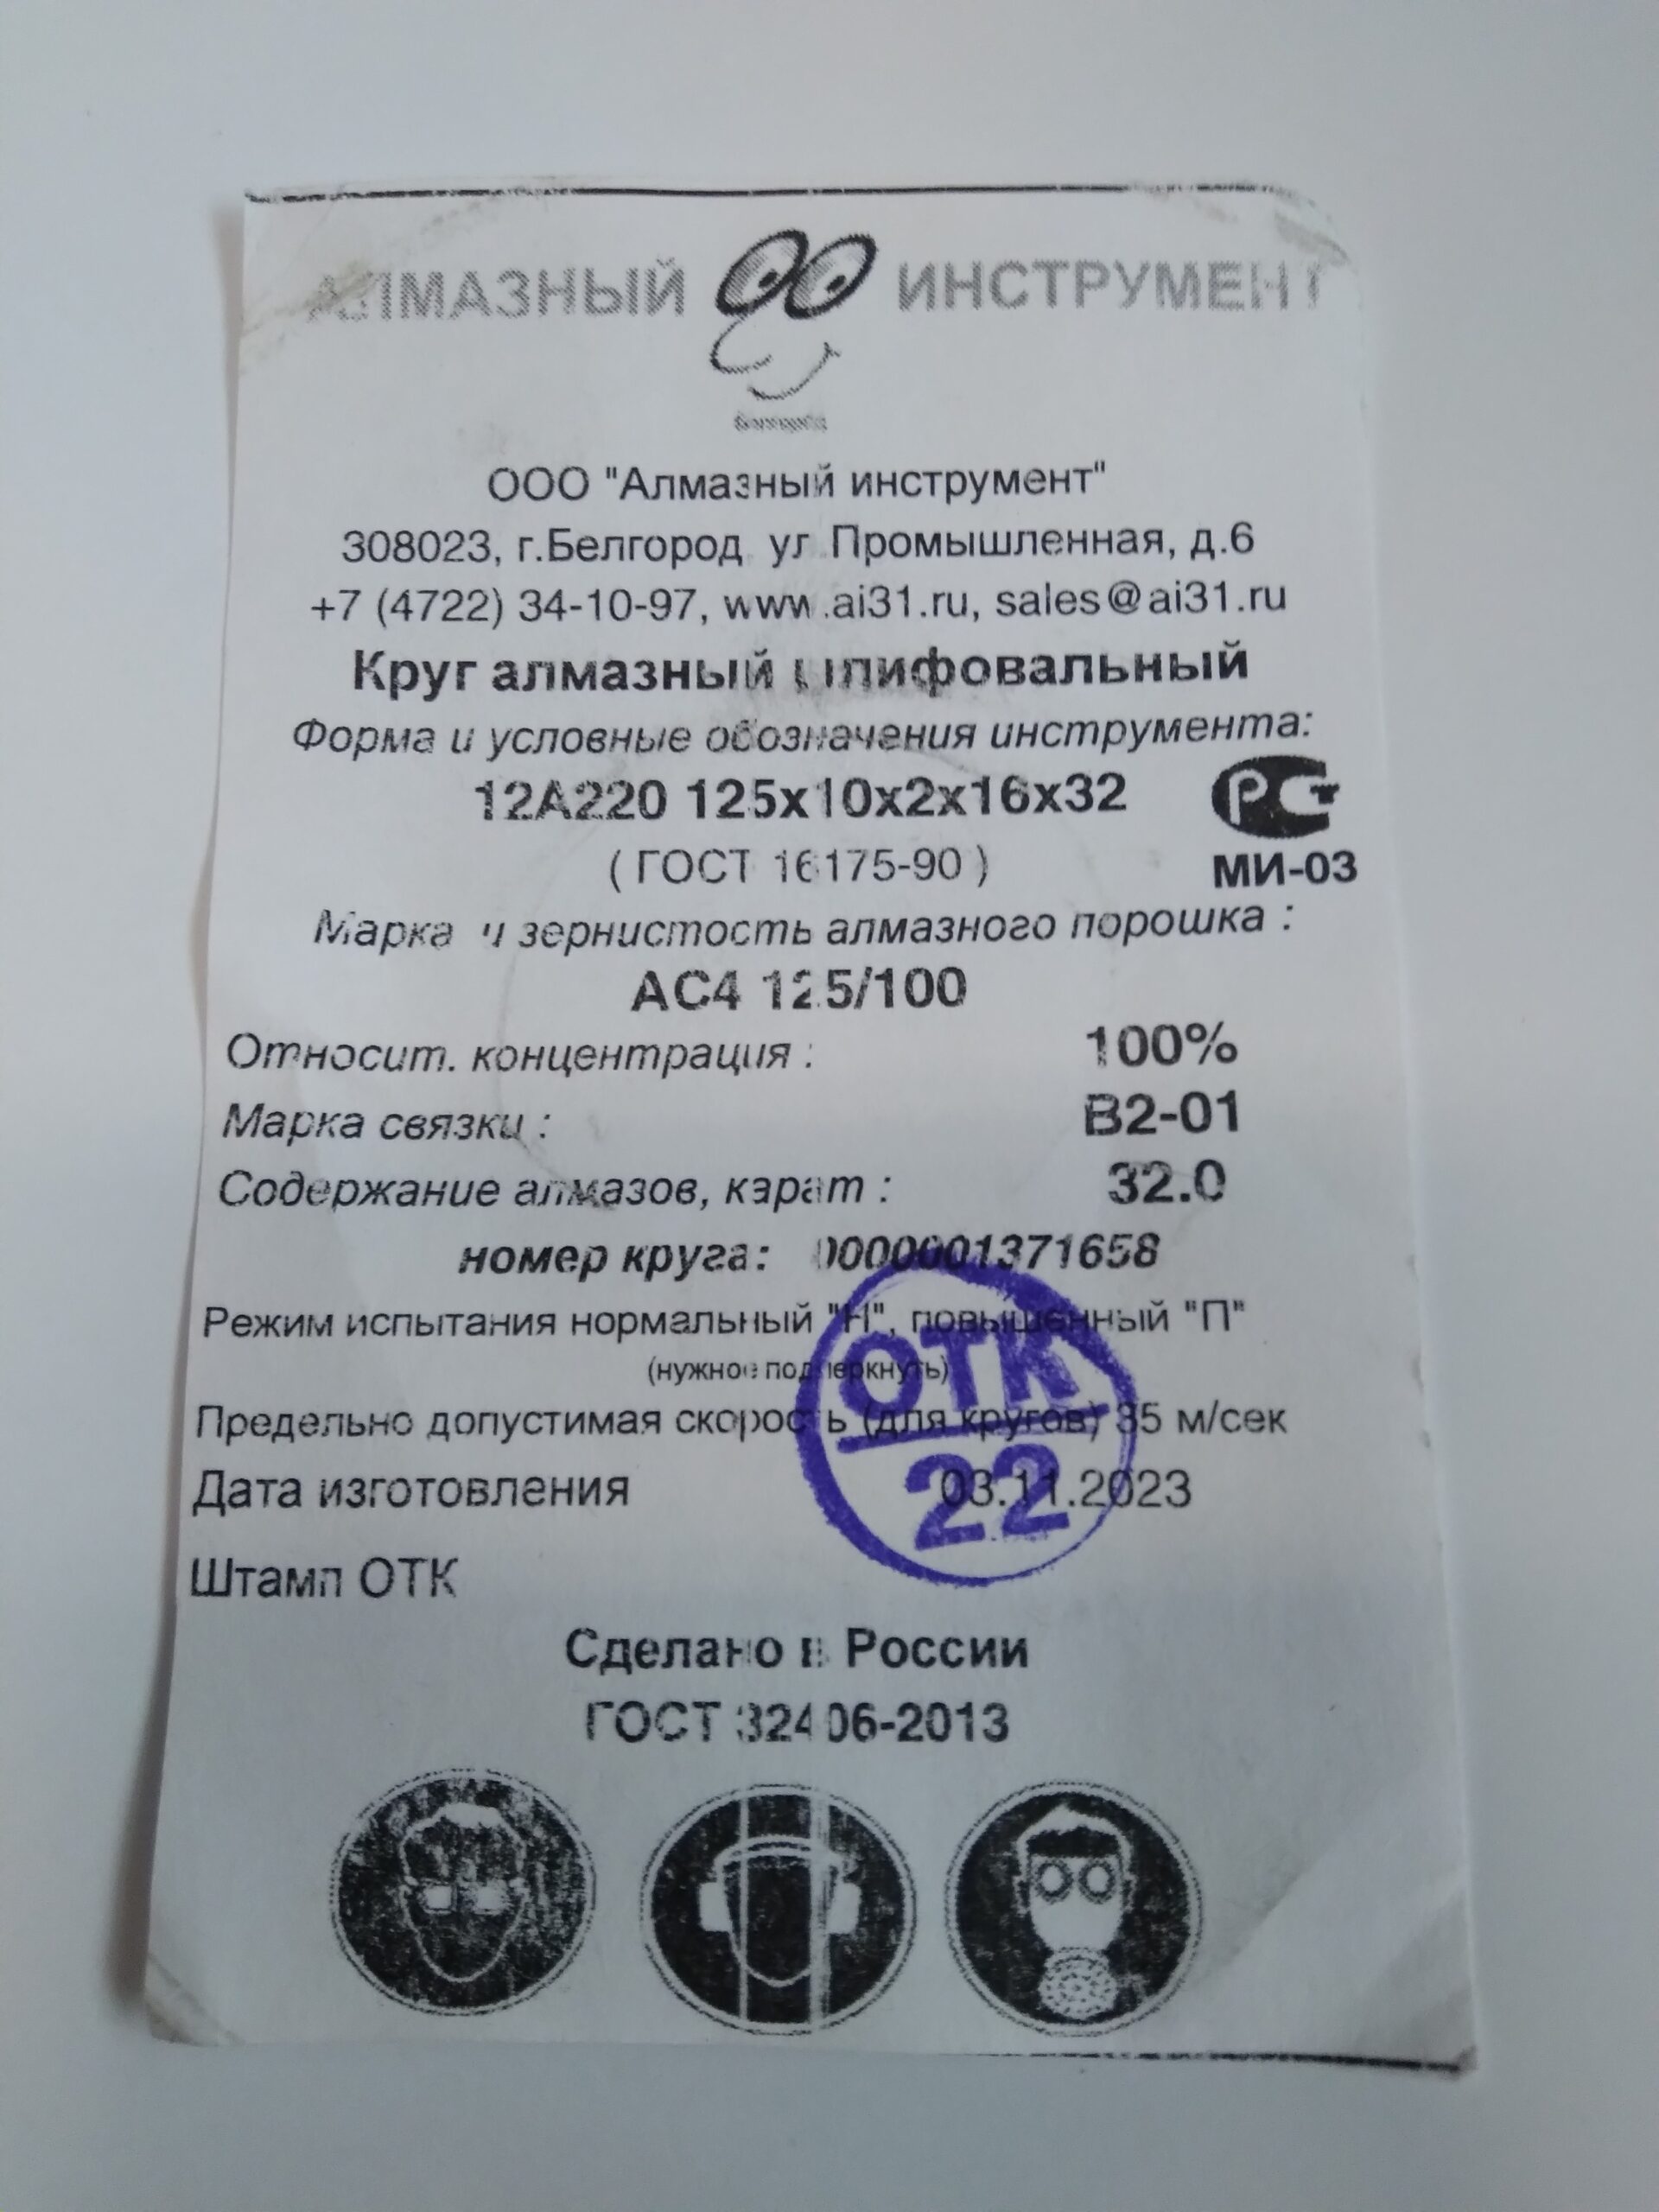 АЛМАЗНЫЙ ИНСТРУМЕНТ
Белгород
ООО "Алмазный инструмент"
308023, г.Белгород, ул.Промышленная, д.6
+7 (4722) 34-10-97, www.ai31.ru, sales@ai31.ru
Круг алмазный шлифовальный
Форма и условные обозначения инструмента:
12А220 125х10х2х16х32
( ГОСТ 16175-90 )
МИ-03
Марка и зернистость алмазного порошка :
АС4 125/100
Относит. концентрация : 100%
Марка связки : В2-01
Содержание алмазов, карат : 32.0
номер круга: 00000001371658
Режим испытания нормальный "Н", повышенный "П"
(нужное подчеркнуть)
Предельно допустимая скорость (для кругов) 35 м/сек
Дата изготовления 03.11.2023
ОТК
22
Штамп ОТК
Сделано в России
ГОСТ 32406-2013